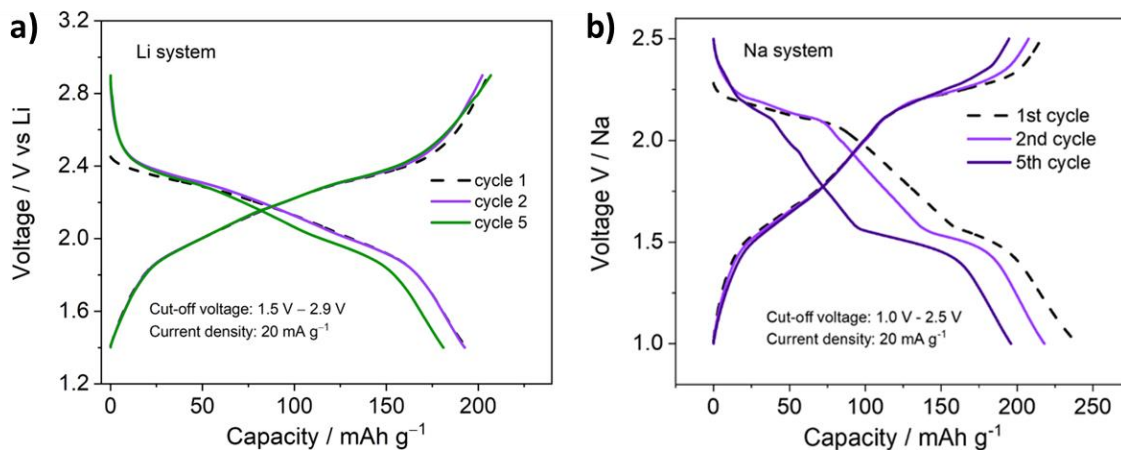 a)
Li system
3.2
2.8
2.4
2.0
1.6
1.2
Voltage / V vs Li
cycle 1
cycle 2
cycle 5
Cut-off voltage: 1.5 V – 2.9 V
Current density: 20 mA g⁻¹
0 50 100 150 200
Capacity / mAh g⁻¹
b)
Na system
2.5
2.0
1.5
1.0
Voltage V / Na
1st cycle
2nd cycle
5th cycle
Cut-off voltage: 1.0 V - 2.5 V
Current density: 20 mA g⁻¹
0 50 100 150 200 250
Capacity / mAh g⁻¹